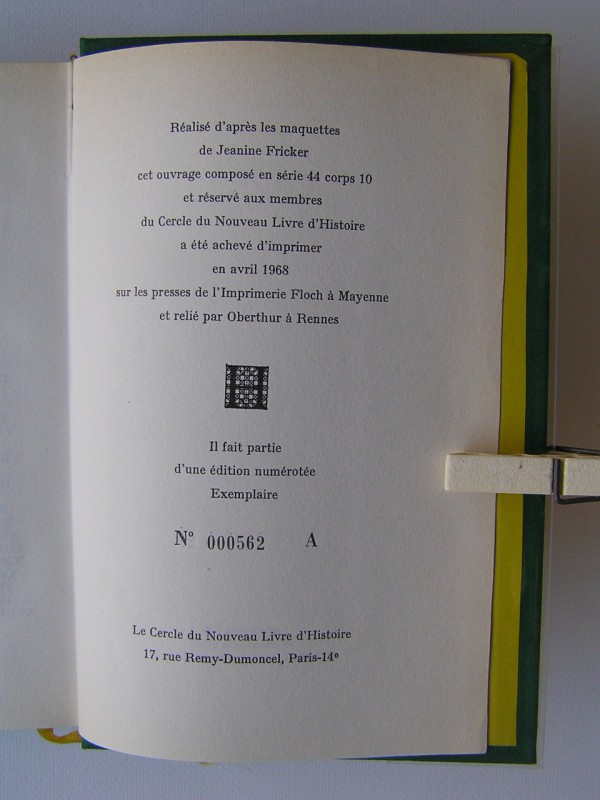 Réalisé d'après les maquettes
de Jeanine Fricker
cet ouvrage composé en série 44 corps 10
et réservé aux membres
du Cercle du Nouveau Livre d'Histoire
a été achevé d'imprimer
en avril 1968
sur les presses de l'Imprimerie Floch à Mayenne
et relié par Oberthur à Rennes
H
Il fait partie
d'une édition numérotée
Exemplaire
Nº 000562 A
Le Cercle du Nouveau Livre d'Histoire
17, rue Remy-Dumoncel, Paris-14e